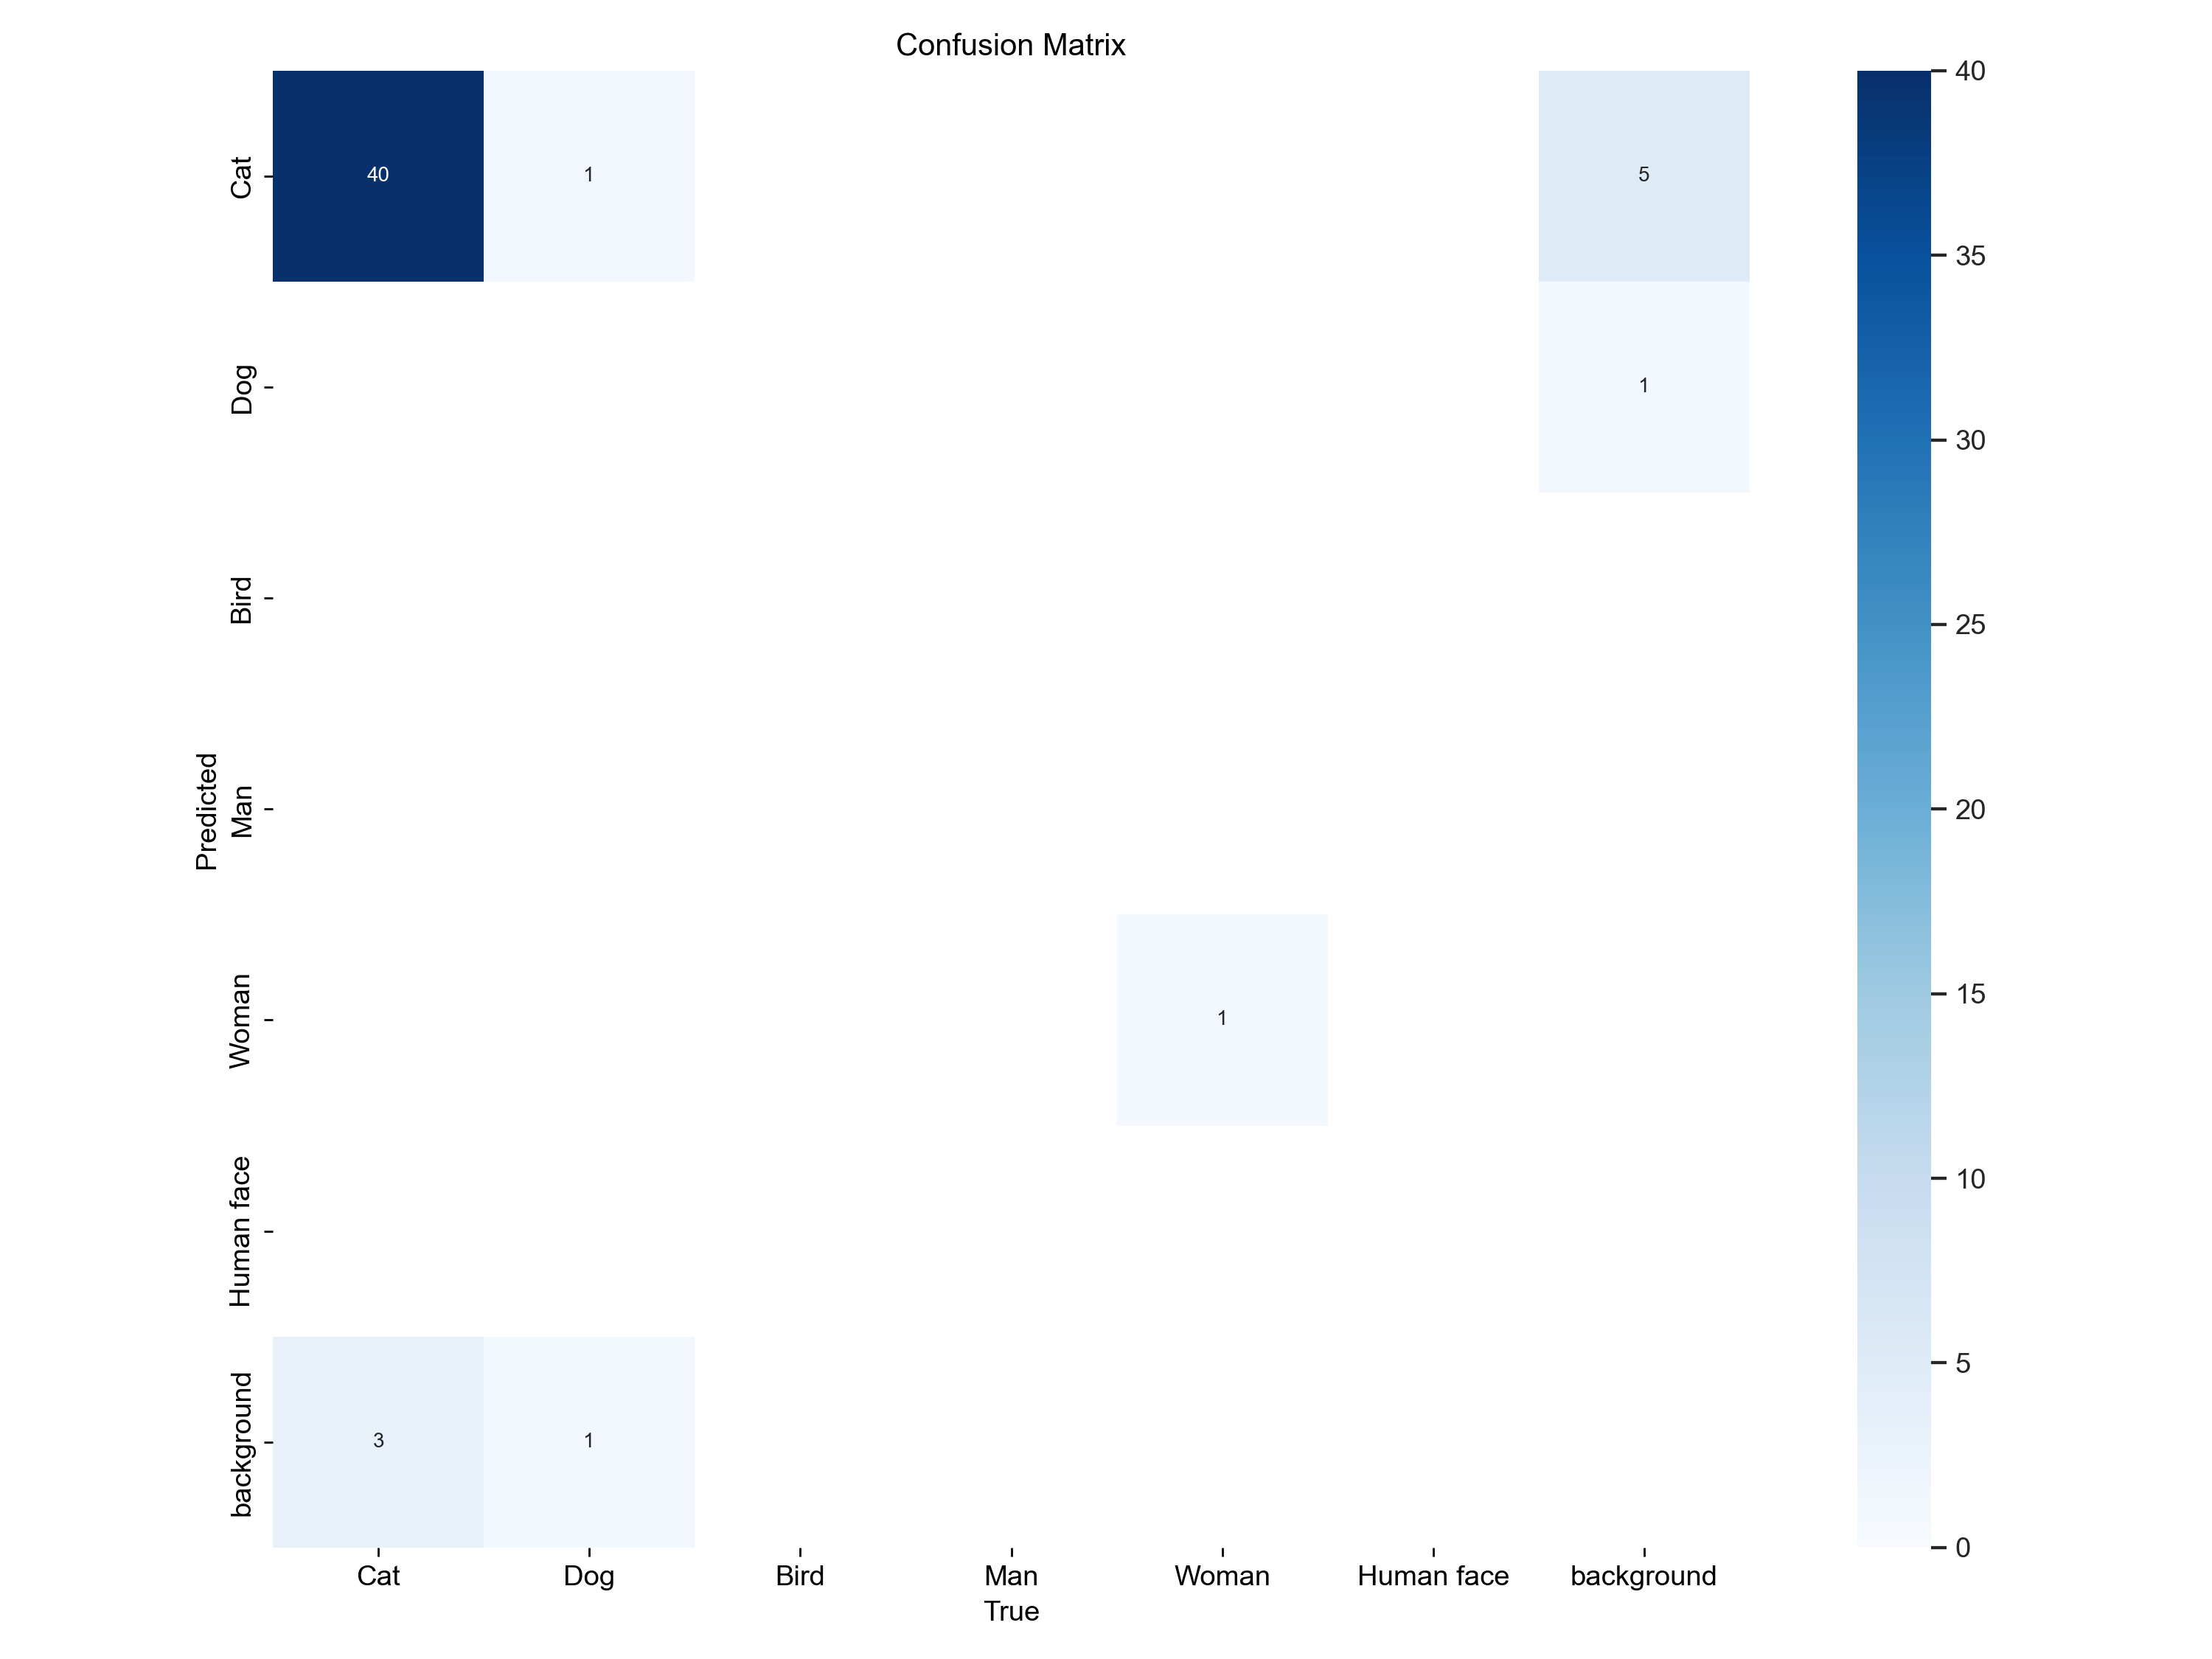 Confusion Matrix
Cat
40
1
5
40
35
Dog
1
30
Bird
25
Predicted
Man
20
Woman
1
15
Human face
10
background
3
1
5
0
Cat
Dog
Bird
Man
Woman
Human face
background
True